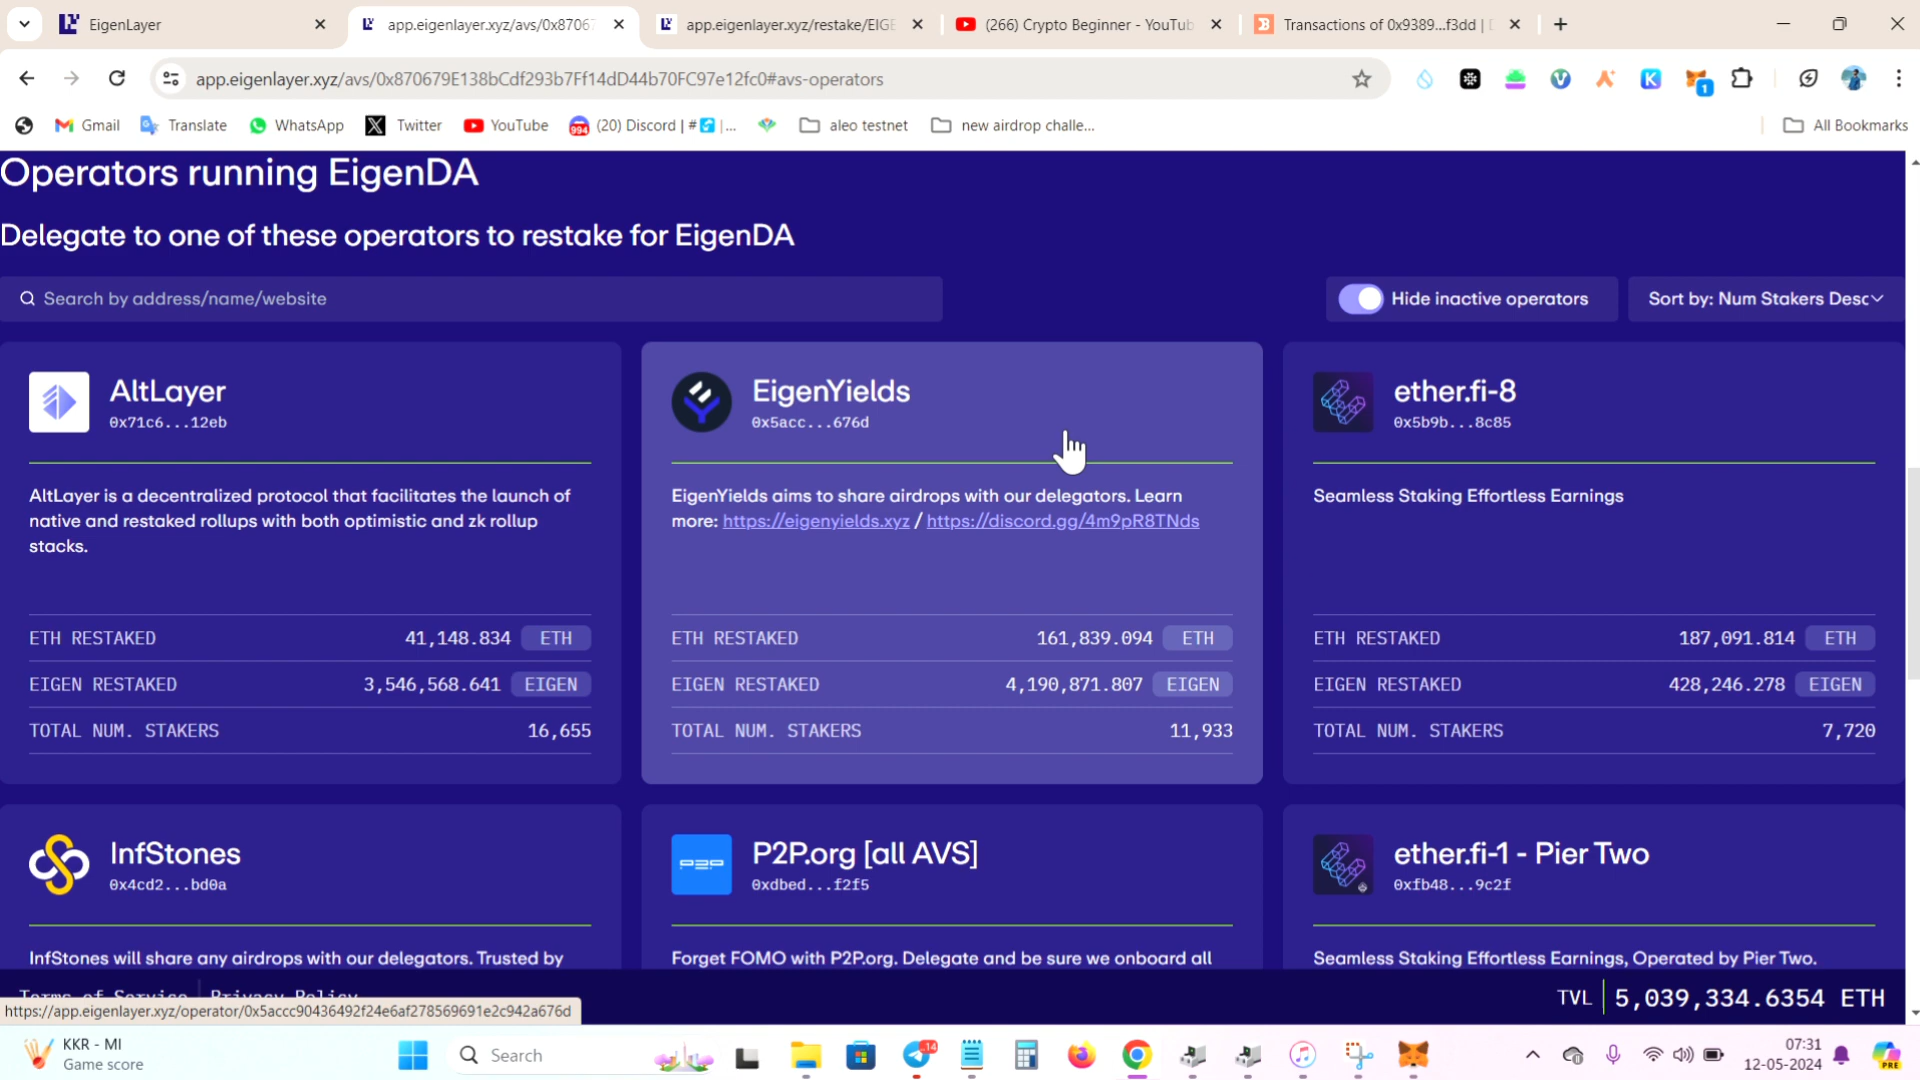 EigenLayer
app.eigenlayer.xyz/avs/0x8706
app.eigenlayer.xyz/restake/EIGE
(266) Crypto Beginner - YouTub
Transactions of 0x9389...f3dd |
app.eigenlayer.xyz/avs/0x870679E138bCdf293b7Ff14dD44b70FC97e12fc0#avs-operators
Gmail
Translate
WhatsApp
Twitter
YouTube
(20) Discord | # | ...
aleo testnet
new airdrop challe...
All Bookmarks
Operators running EigenDA
Delegate to one of these operators to restake for EigenDA
Search by address/name/website
Hide inactive operators
Sort by: Num Stakers Desc
AltLayer
0x71c6...12eb
AltLayer is a decentralized protocol that facilitates the launch of
native and restaked rollups with both optimistic and zk rollup
stacks.
ETH RESTAKED 41,148.834 ETH
EIGEN RESTAKED 3,546,568.641 EIGEN
TOTAL NUM. STAKERS 16,655
EigenYields
0x5acc...676d
EigenYields aims to share airdrops with our delegators. Learn
more: https://eigenyields.xyz / https://discord.gg/4m9pR8TNds
ETH RESTAKED 161,839.094 ETH
EIGEN RESTAKED 4,190,871.807 EIGEN
TOTAL NUM. STAKERS 11,933
ether.fi-8
0x5b9b...8c85
Seamless Staking Effortless Earnings
ETH RESTAKED 187,091.814 ETH
EIGEN RESTAKED 428,246.278 EIGEN
TOTAL NUM. STAKERS 7,720
InfStones
0x4cd2...bd0a
InfStones will share any airdrops with our delegators. Trusted by
P2P.org [all AVS]
0xdbed...f2f5
Forget FOMO with P2P.org. Delegate and be sure we onboard all
ether.fi-1 - Pier Two
0xfb48...9c2f
Seamless Staking Effortless Earnings, Operated by Pier Two.
Terms of Service Privacy Policy
TVL 5,039,334.6354 ETH
https://app.eigenlayer.xyz/operator/0x5accc90436492f24e6af278569691e2c942a676d
KKR - MI
Game score
Search
14
07:31
12-05-2024